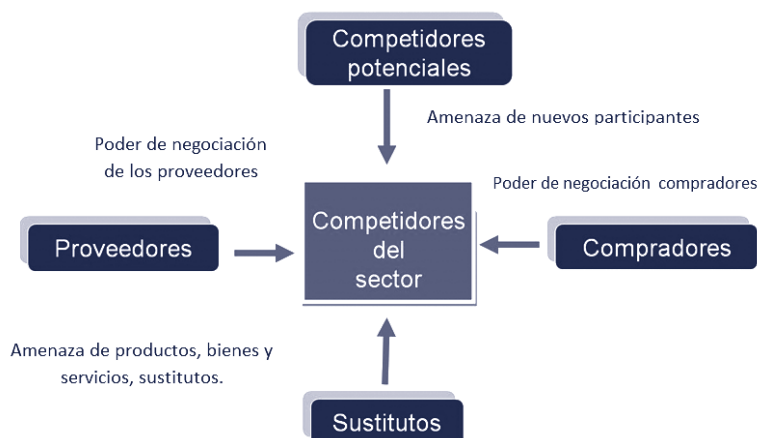 Competidores
potenciales
Amenaza de nuevos participantes
Poder de negociación
de los proveedores
Poder de negociación compradores
Proveedores
Competidores
del
sector
Compradores
Amenaza de productos, bienes y
servicios, sustitutos.
Sustitutos